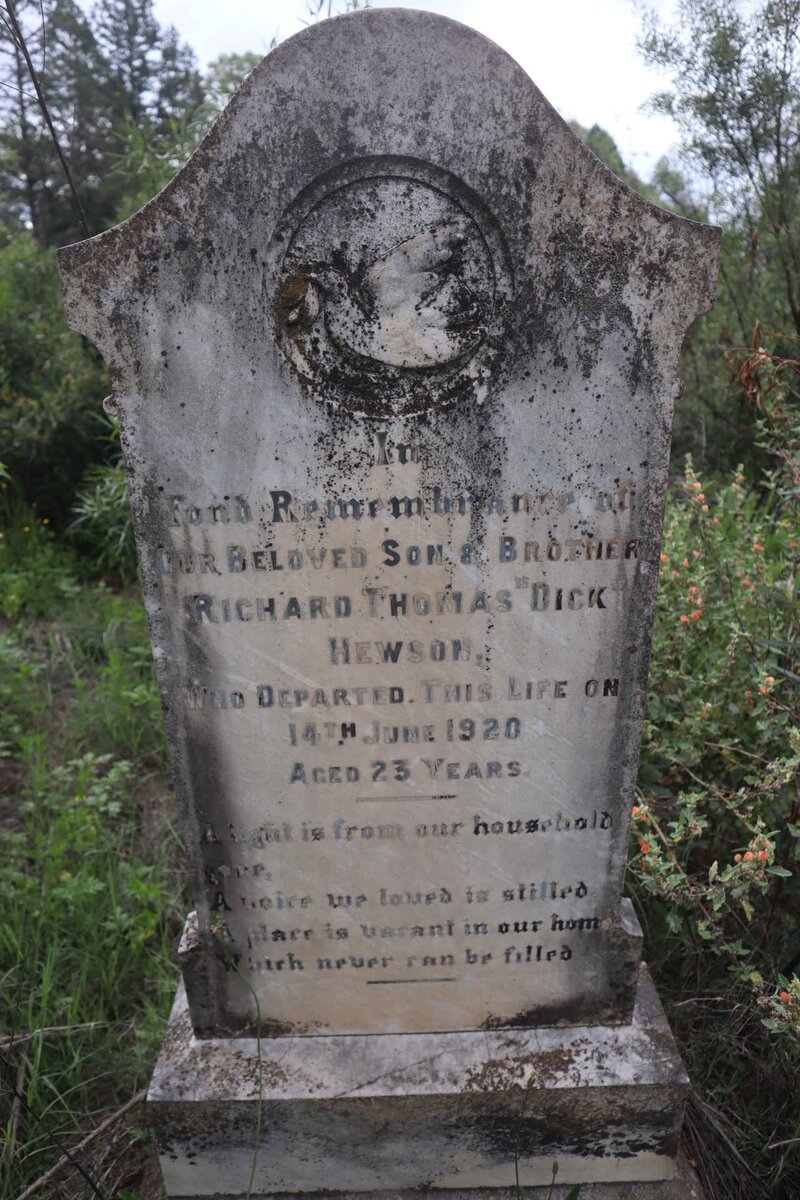 In
Fond Remembrance of
OUR BELOVED SON & BROTHER
RICHARD THOMAS "DICK"
HEWSON,
WHO DEPARTED THIS LIFE ON
14TH JUNE 1920
AGED 23 YEARS.
A light is from our household
gone,
A voice we loved is stilled
A place is vacant in our home
Which never can be filled